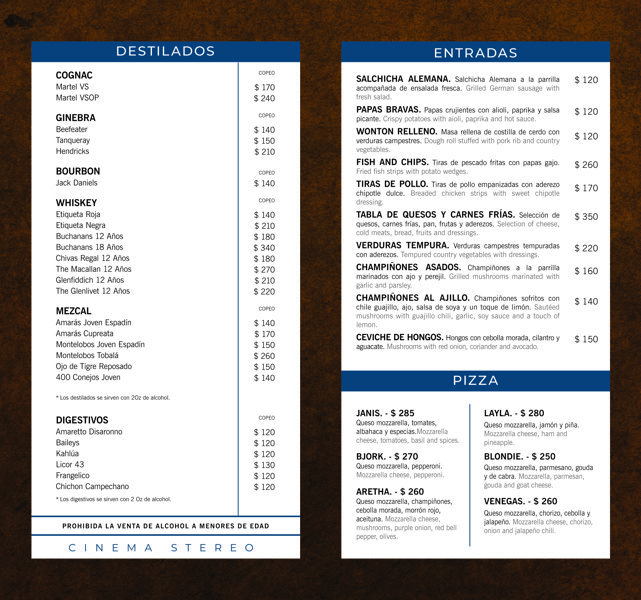 DESTILADOS
COGNAC COPEO
Martel VS $ 170
Martel VSOP $ 240
GINEBRA COPEO
Beefeater $ 140
Tanqueray $ 150
Hendricks $ 210
BOURBON COPEO
Jack Daniels $ 140
WHISKEY COPEO
Etiqueta Roja $ 140
Etiqueta Negra $ 210
Buchanans 12 Años $ 180
Buchanans 18 Años $ 340
Chivas Regal 12 Años $ 180
The Macallan 12 Años $ 270
Glenfiddich 12 Años $ 210
The Glenlivet 12 Años $ 220
MEZCAL COPEO
Amarás Joven Espadín $ 140
Amarás Cupreata $ 170
Montelobos Joven Espadín $ 150
Montelobos Tobalá $ 260
Ojo de Tigre Reposado $ 150
400 Conejos Joven $ 140
* Los destilados se sirven con 2Oz de alcohol.
DIGESTIVOS COPEO
Amaretto Disaronno $ 120
Baileys $ 120
Kahlúa $ 120
Licor 43 $ 130
Frangelico $ 120
Chichon Campechano $ 120
* Los digestivos se sirven con 2 Oz de alcohol.
PROHIBIDA LA VENTA DE ALCOHOL A MENORES DE EDAD
CINEMA STEREO
ENTRADAS
SALCHICHA ALEMANA. Salchicha Alemana a la parrilla $ 120
acompañada de ensalada fresca. Grilled German sausage with
fresh salad.
PAPAS BRAVAS. Papas crujientes con alioli, paprika y salsa $ 120
picante. Crispy potatoes with aioli, paprika and hot sauce.
WONTON RELLENO. Masa rellena de costilla de cerdo con $ 120
verduras campestres. Dough roll stuffed with pork rib and country
vegetables.
FISH AND CHIPS. Tiras de pescado fritas con papas gajo. $ 260
Fried fish strips with potato wedges.
TIRAS DE POLLO. Tiras de pollo empanizadas con aderezo $ 170
chipotle dulce. Breaded chicken strips with sweet chipotle
dressing.
TABLA DE QUESOS Y CARNES FRÍAS. Selección de $ 350
quesos, carnes frías, pan, frutas y aderezos. Selection of cheese,
cold meats, bread, fruits and dressings.
VERDURAS TEMPURA. Verduras campestres tempuradas $ 220
con aderezos. Tempured country vegetables with dressings.
CHAMPIÑONES ASADOS. Champiñones a la parrilla $ 160
marinados con ajo y perejil. Grilled mushrooms marinated with
garlic and parsley.
CHAMPIÑONES AL AJILLO. Champiñones sofritos con $ 140
chile guajillo, ajo, salsa de soya y un toque de limón. Sautéed
mushrooms with guajillo chili, garlic, soy sauce and a touch of
lemon.
CEVICHE DE HONGOS. Hongos con cebolla morada, cilantro y $ 150
aguacate. Mushrooms with red onion, coriander and avocado.
PIZZA
JANIS. - $ 285
Queso mozzarella, tomates,
albahaca y especias.Mozzarella
cheese, tomatoes, basil and spices.
BJORK. - $ 270
Queso mozzarella, pepperoni.
Mozzarella cheese, pepperoni.
ARETHA. - $ 260
Queso mozzarella, champiñones,
cebolla morada, morrón rojo,
aceituna. Mozzarella cheese,
mushrooms, purple onion, red bell
pepper, olives.
LAYLA. - $ 280
Queso mozzarella, jamón y piña.
Mozzarella cheese, ham and
pineapple.
BLONDIE. - $ 250
Queso mozzarella, parmesano, gouda
y de cabra. Mozzarella, parmesan,
gouda and goat cheese.
VENEGAS. - $ 260
Queso mozzarella, chorizo, cebolla y
jalapeño. Mozzarella cheese, chorizo,
onion and jalapeño chili.